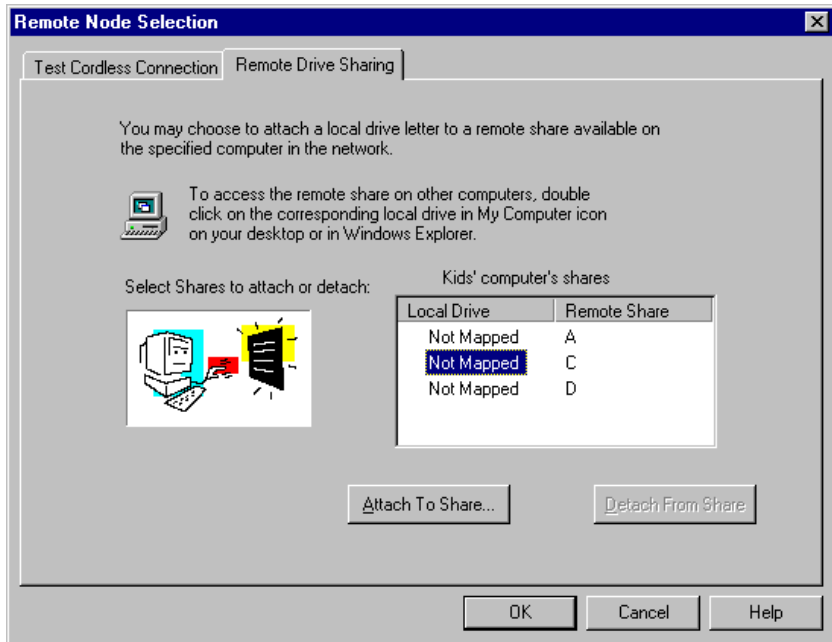 Remote Node Selection
Test Cordless Connection
Remote Drive Sharing
You may choose to attach a local drive letter to a remote share available on
the specified computer in the network.
To access the remote share on other computers, double
click on the corresponding local drive in My Computer icon
on your desktop or in Windows Explorer.
Select Shares to attach or detach:
Kids' computer's shares
Local Drive Remote Share
Not Mapped A
Not Mapped C
Not Mapped D
Attach To Share... Detach From Share
OK Cancel Help